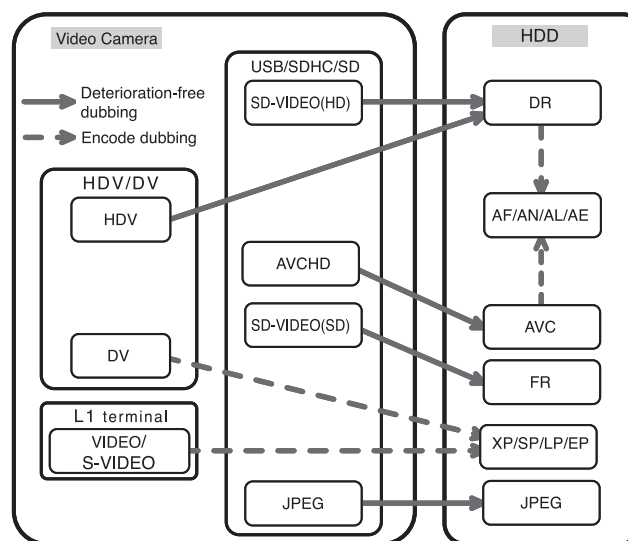 Video Camera
HDD
USB/SDHC/SD
Deterioration-free
dubbing
Encode dubbing
SD-VIDEO(HD)
DR
HDV/DV
HDV
AF/AN/AL/AE
AVCHD
SD-VIDEO(SD)
AVC
DV
FR
L1 terminal
VIDEO/
S-VIDEO
XP/SP/LP/EP
JPEG
JPEG